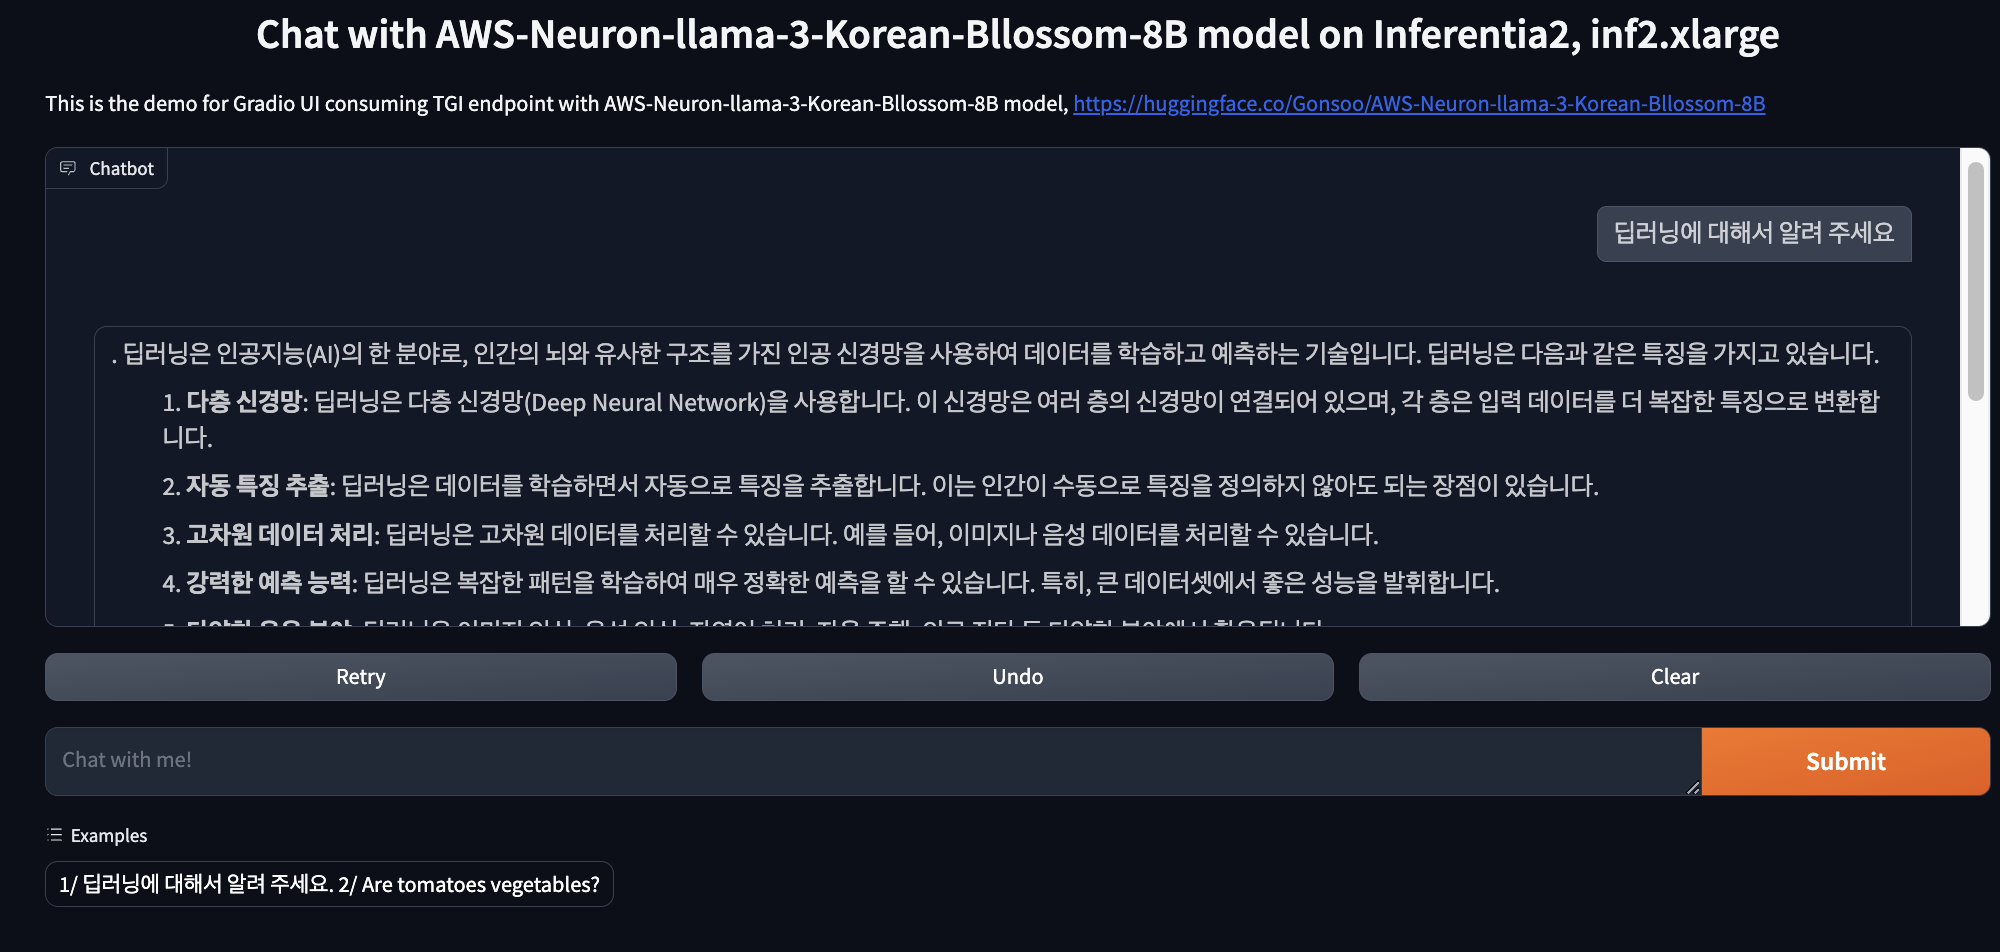 Chat with AWS-Neuron-llama-3-Korean-Bllossom-8B model on Inferentia2, inf2.xlarge
This is the demo for Gradio UI consuming TGI endpoint with AWS-Neuron-llama-3-Korean-Bllossom-8B model, https://huggingface.co/Gonsoo/AWS-Neuron-llama-3-Korean-Bllossom-8B
Chatbot
딥러닝에 대해서 알려 주세요
. 딥러닝은 인공지능(AI)의 한 분야로, 인간의 뇌와 유사한 구조를 가진 인공 신경망을 사용하여 데이터를 학습하고 예측하는 기술입니다. 딥러닝은 다음과 같은 특징을 가지고 있습니다.
1. 다층 신경망: 딥러닝은 다층 신경망(Deep Neural Network)을 사용합니다. 이 신경망은 여러 층의 신경망이 연결되어 있으며, 각 층은 입력 데이터를 더 복잡한 특징으로 변환합
니다.
2. 자동 특징 추출: 딥러닝은 데이터를 학습하면서 자동으로 특징을 추출합니다. 이는 인간이 수동으로 특징을 정의하지 않아도 되는 장점이 있습니다.
3. 고차원 데이터 처리: 딥러닝은 고차원 데이터를 처리할 수 있습니다. 예를 들어, 이미지나 음성 데이터를 처리할 수 있습니다.
4. 강력한 예측 능력: 딥러닝은 복잡한 패턴을 학습하여 매우 정확한 예측을 할 수 있습니다. 특히, 큰 데이터셋에서 좋은 성능을 발휘합니다.
Retry
Undo
Clear
Chat with me!
Submit
Examples
1/ 딥러닝에 대해서 알려 주세요. 2/ Are tomatoes vegetables?